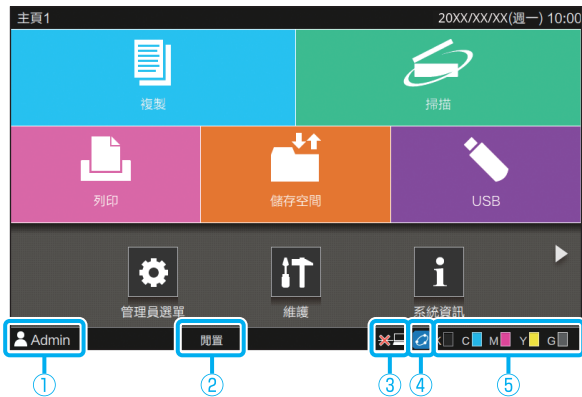 主頁1
20XX/XX/XX(週一) 10:00
複製
掃描
列印
儲存空間
USB
管理員選單
維護
系統資訊
Admin
閒置
K C M Y G
① ② ③ ④ ⑤